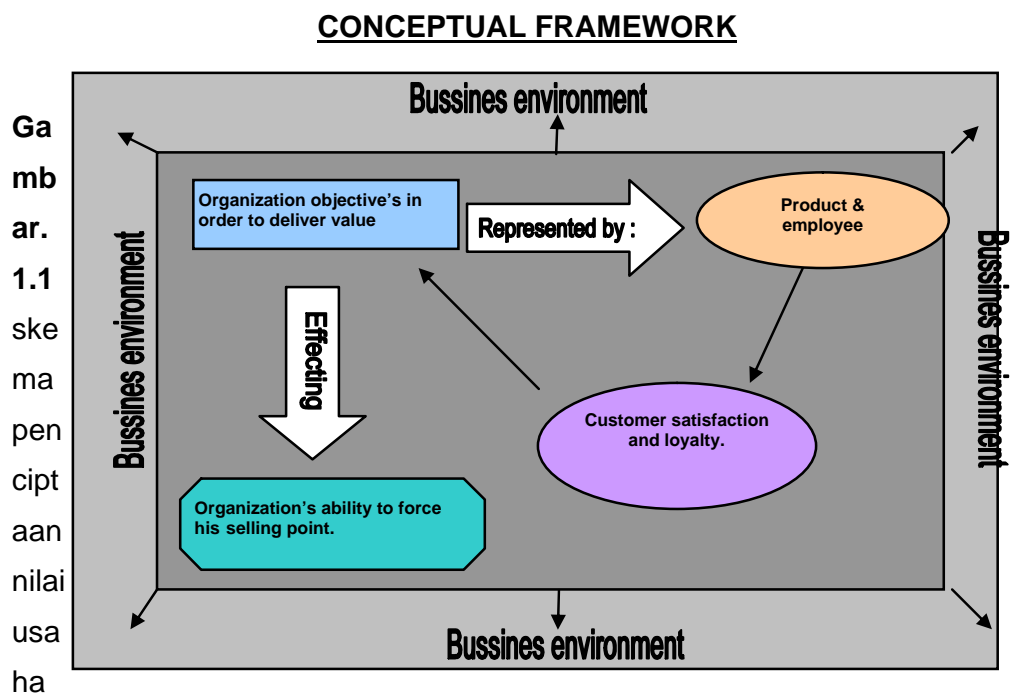 CONCEPTUAL FRAMEWORK
Bussines environment
Ga
mb
ar.
1.1
ske
ma
pen
cipt
aan
nilai
usa
ha
Bussines environment
Organization objective's in
order to deliver value
Represented by :
Product &
employee
Bussines environment
Effecting
Customer satisfaction
and loyalty.
Organization's ability to force
his selling point.
Bussines environment